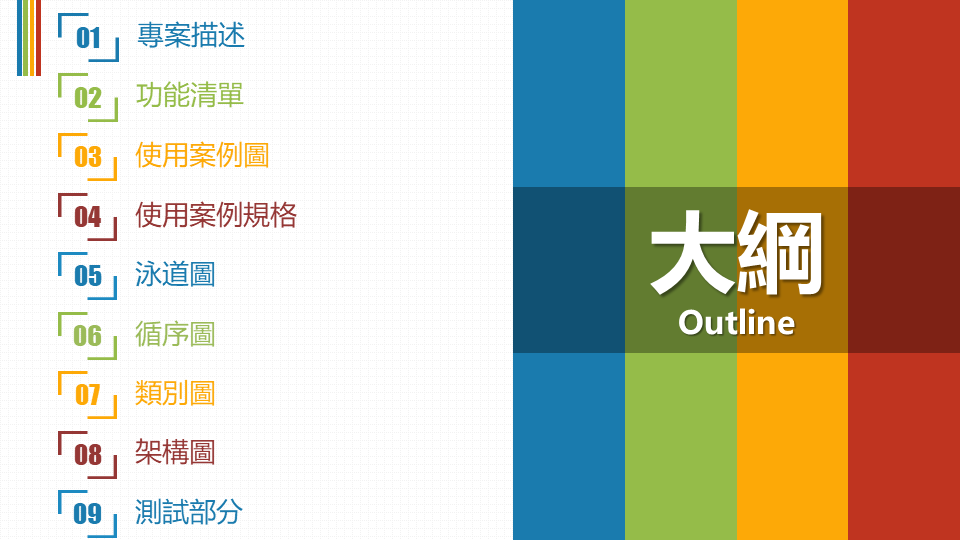 01 專案描述
02 功能清單
03 使用案例圖
04 使用案例規格
05 泳道圖
06 循序圖
07 類別圖
08 架構圖
09 測試部分
大綱
Outline